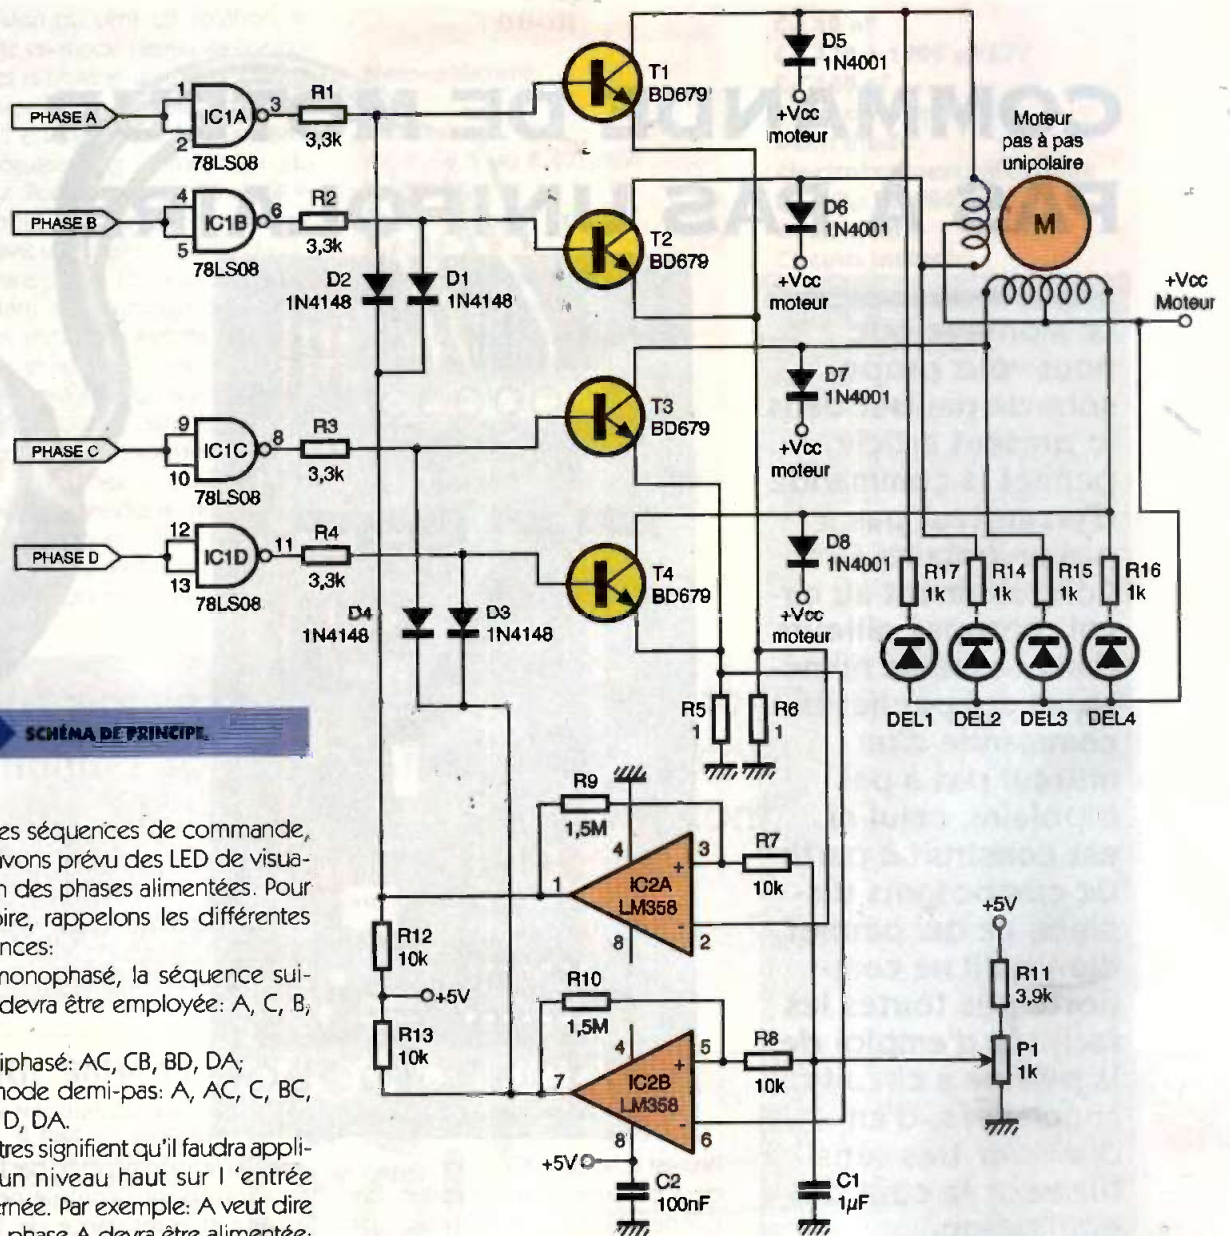 PHASE A
1
2
3
IC1A
78LS08
R1
3,3k
T1
BD679
D5
1N4001
+Vcc
moteur
Moteur
pas à pas
unipolaire
M
PHASE B
4
5
6
IC1B
78LS08
R2
3,3k
T2
BD679
D6
1N4001
+Vcc
moteur
+Vcc
Moteur
D2
1N4148
D1
1N4148
PHASE C
9
10
8
IC1C
78LS08
R3
3,3k
T3
BD679
D7
1N4001
+Vcc
moteur
PHASE D
12
13
11
IC1D
78LS08
R4
3,3k
T4
BD679
D8
1N4001
+Vcc
moteur
D4
1N4148
D3
1N4148
R17
1k
R14
1k
R15
1k
R16
1k
DEL1
DEL2
DEL3
DEL4
R5
1
R6
1
SCHÉMA DE PRINCIPE.
es séquences de commande,
avons prévu des LED de visua-
n des phases alimentées. Pour
oire, rappelons les différentes
ences:
monophasé, la séquence sui-
devra être employée: A, C, B,
iphasé: AC, CB, BD, DA;
node demi-pas: A, AC, C, BC,
D, DA.
tres signifient qu'il faudra appli-
un niveau haut sur l 'entrée
ernée. Par exemple: A veut dire
phase A devra être alimentée;
R9
1,5M
4
3
1
IC2A
LM358
8
2
R7
10k
R12
10k
+5V
R13
10k
R10
1,5M
4
5
7
IC2B
LM358
8
6
R8
10k
+5V
R11
3,9k
P1
1k
+5V
C2
100nF
C1
1µF